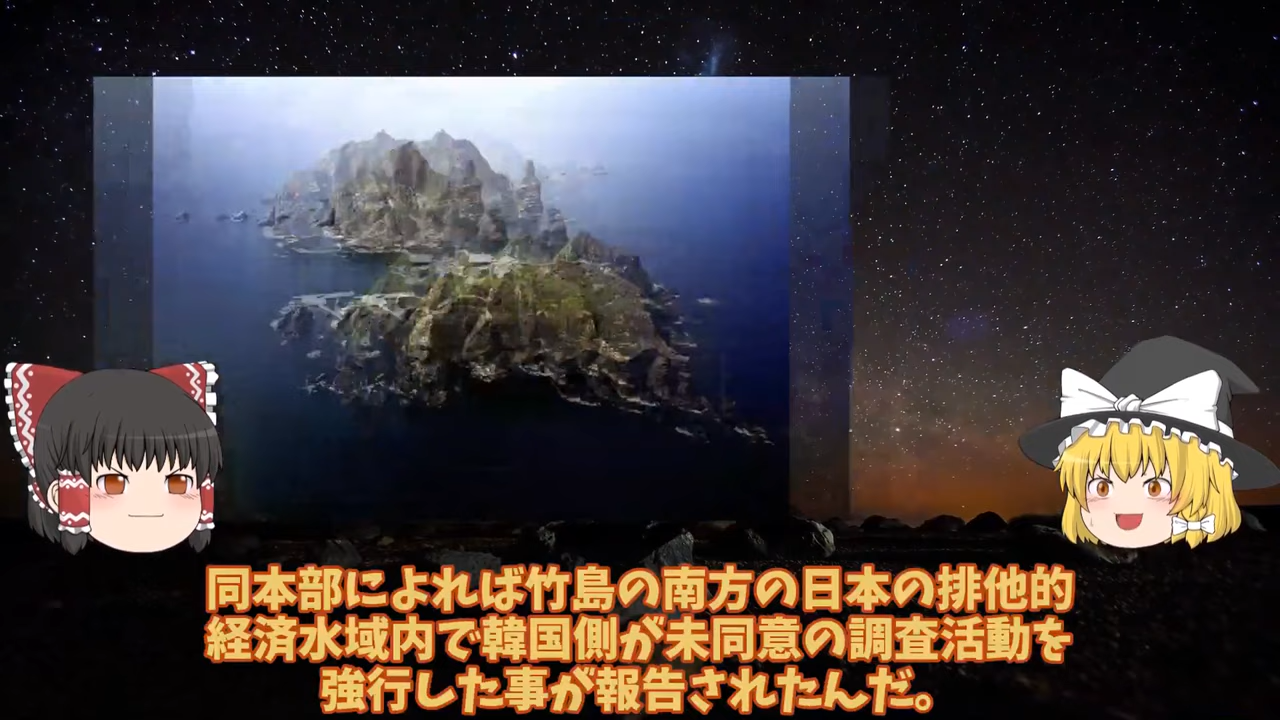 同本部によれば竹島の南方の日本の排他的
経済水域内で韓国側が未同意の調査活動を
強行した事が報告されたんだ。